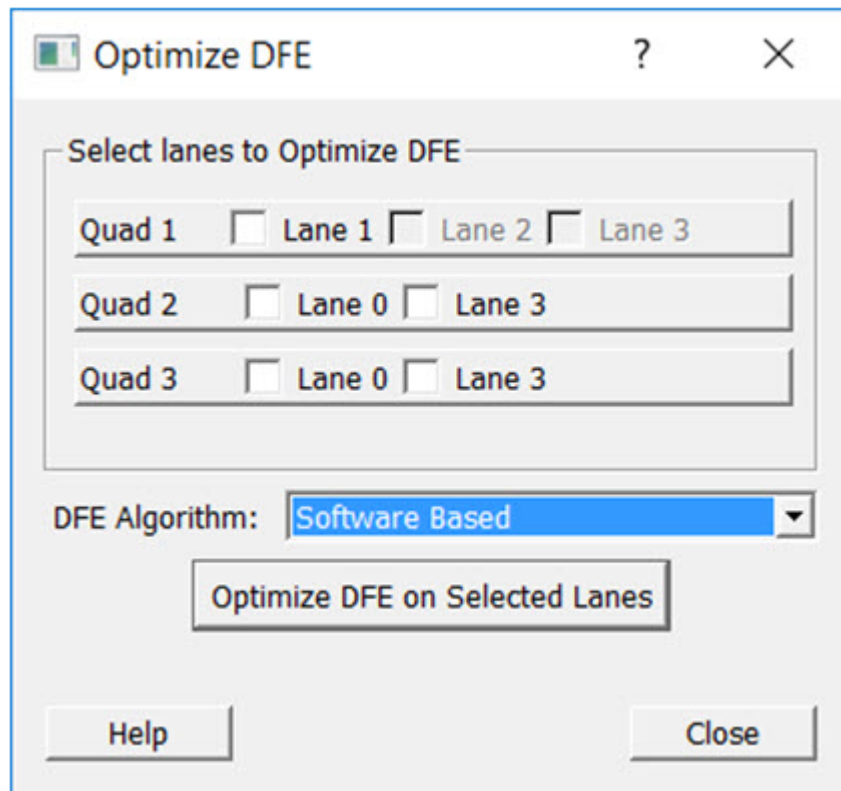 Optimize DFE ?
Select lanes to Optimize DFE
Quad 1 Lane 1 Lane 2 Lane 3
Quad 2 Lane 0 Lane 3
Quad 3 Lane 0 Lane 3
DFE Algorithm: Software Based
Optimize DFE on Selected Lanes
Help Close